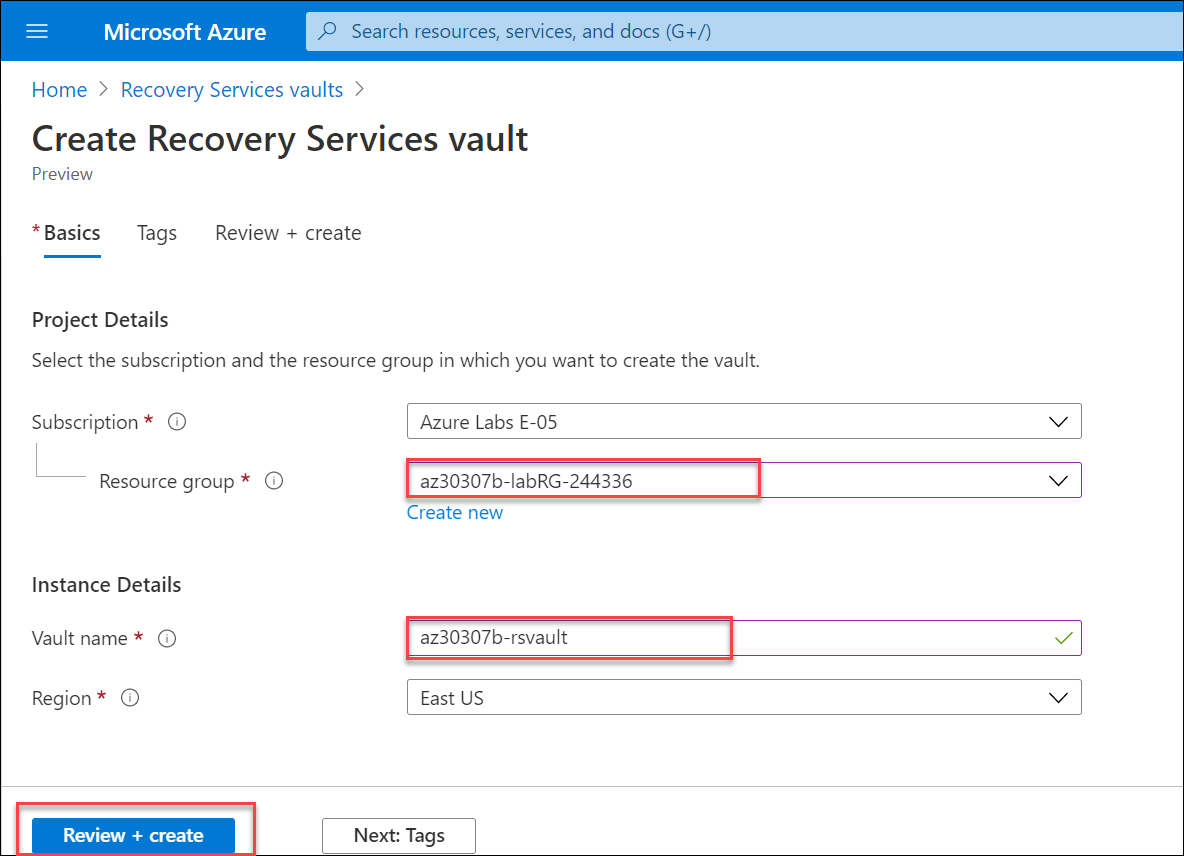 Microsoft Azure
Search resources, services, and docs (G+/)
Home > Recovery Services vaults >
Create Recovery Services vault
Preview
* Basics Tags Review + create
Project Details
Select the subscription and the resource group in which you want to create the vault.
Subscription * Azure Labs E-05
Resource group * az30307b-labRG-244336
Create new
Instance Details
Vault name * az30307b-rsvault
Region * East US
Review + create Next: Tags